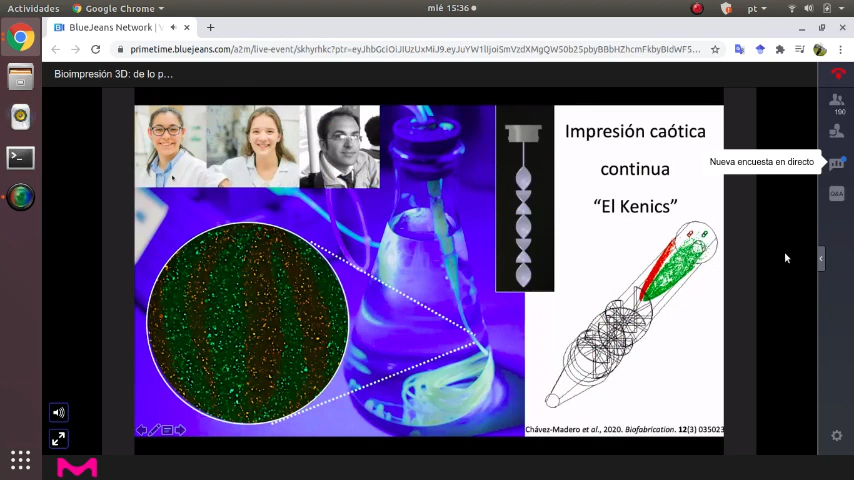 Actividades
Google Chrome
mié 15:36
pt
BlueJeans Network | V
primetime.bluejeans.com/a2m/live-event/skhyrhkc?ptr=eyJhbGciOiJIUzUxMiJ9.eyJuYW1lIjoiSmVzdXMgQW50b25pbyBBbHZhcmFkbyBIdWF5...
Bioimpresión 3D: de lo p...
190
Nueva encuesta en directo
Q&A
Impresión caótica
continua
“El Kenics”
Chávez-Madero et al., 2020. Biofabrication. 12(3) 035023